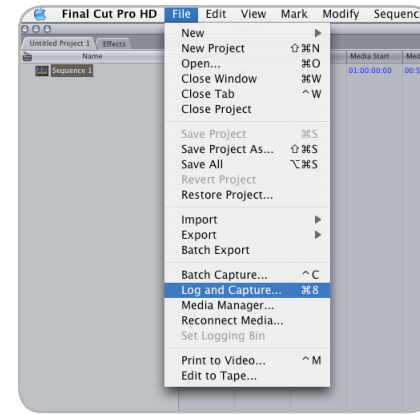 Final Cut Pro HD File Edit View Mark Modify Sequenc
Untitled Project 1 Effects
Name Media Start Med
Sequence 1 01:00:00;00 00:5
New
New Project ⇧⌘N
Open... ⌘O
Close Window ⌘W
Close Tab ^W
Close Project
Save Project ⌘S
Save Project As... ⇧⌘S
Save All ⌥⌘S
Revert Project
Restore Project...
Import
Export
Batch Export
Batch Capture... ^C
Log and Capture... ⌘8
Media Manager...
Reconnect Media...
Set Logging Bin
Print to Video... ^M
Edit to Tape...